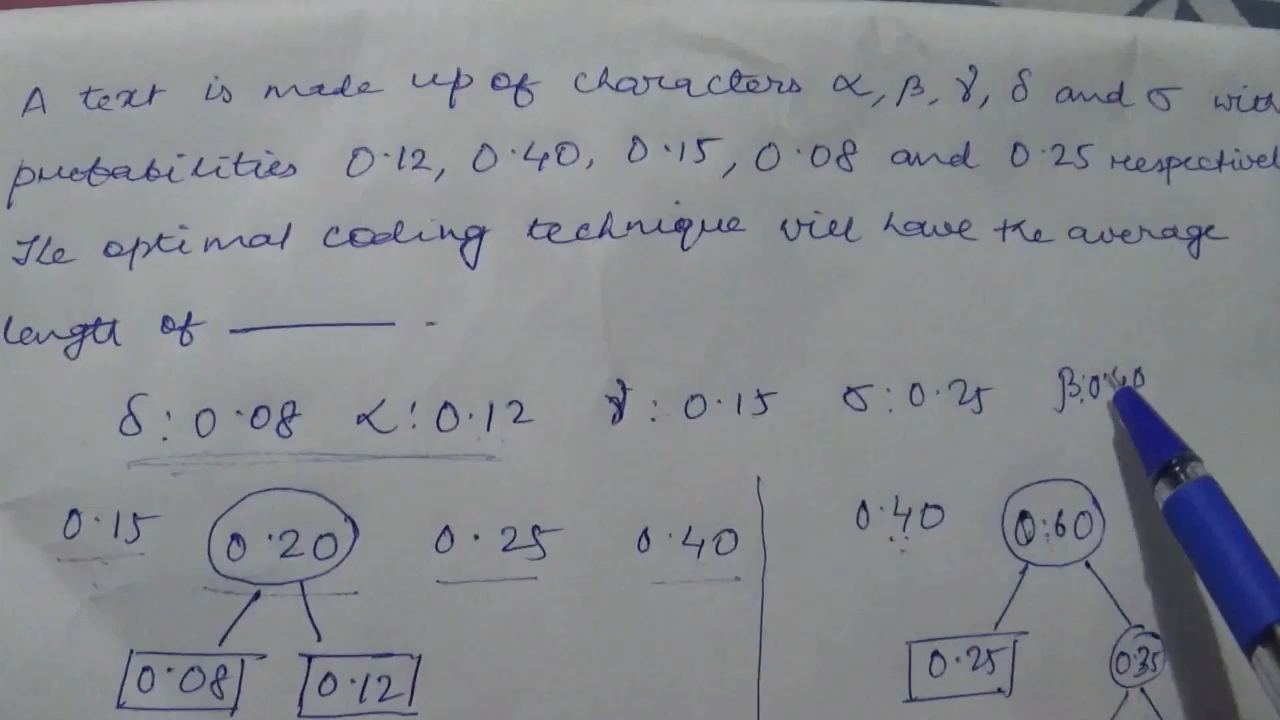 A text is made up of characters α, β, γ, δ and σ with
probabilities 0.12, 0.40, 0.15, 0.08 and 0.25 respectivel
The optimal coding technique will have the average
length of ——— .
δ : 0.08 α : 0.12 γ : 0.15 σ : 0.25 β : 0.40
0.15 0.20 0.25 0.40
0.40 0.60
0.08 0.12
0.25 0.35